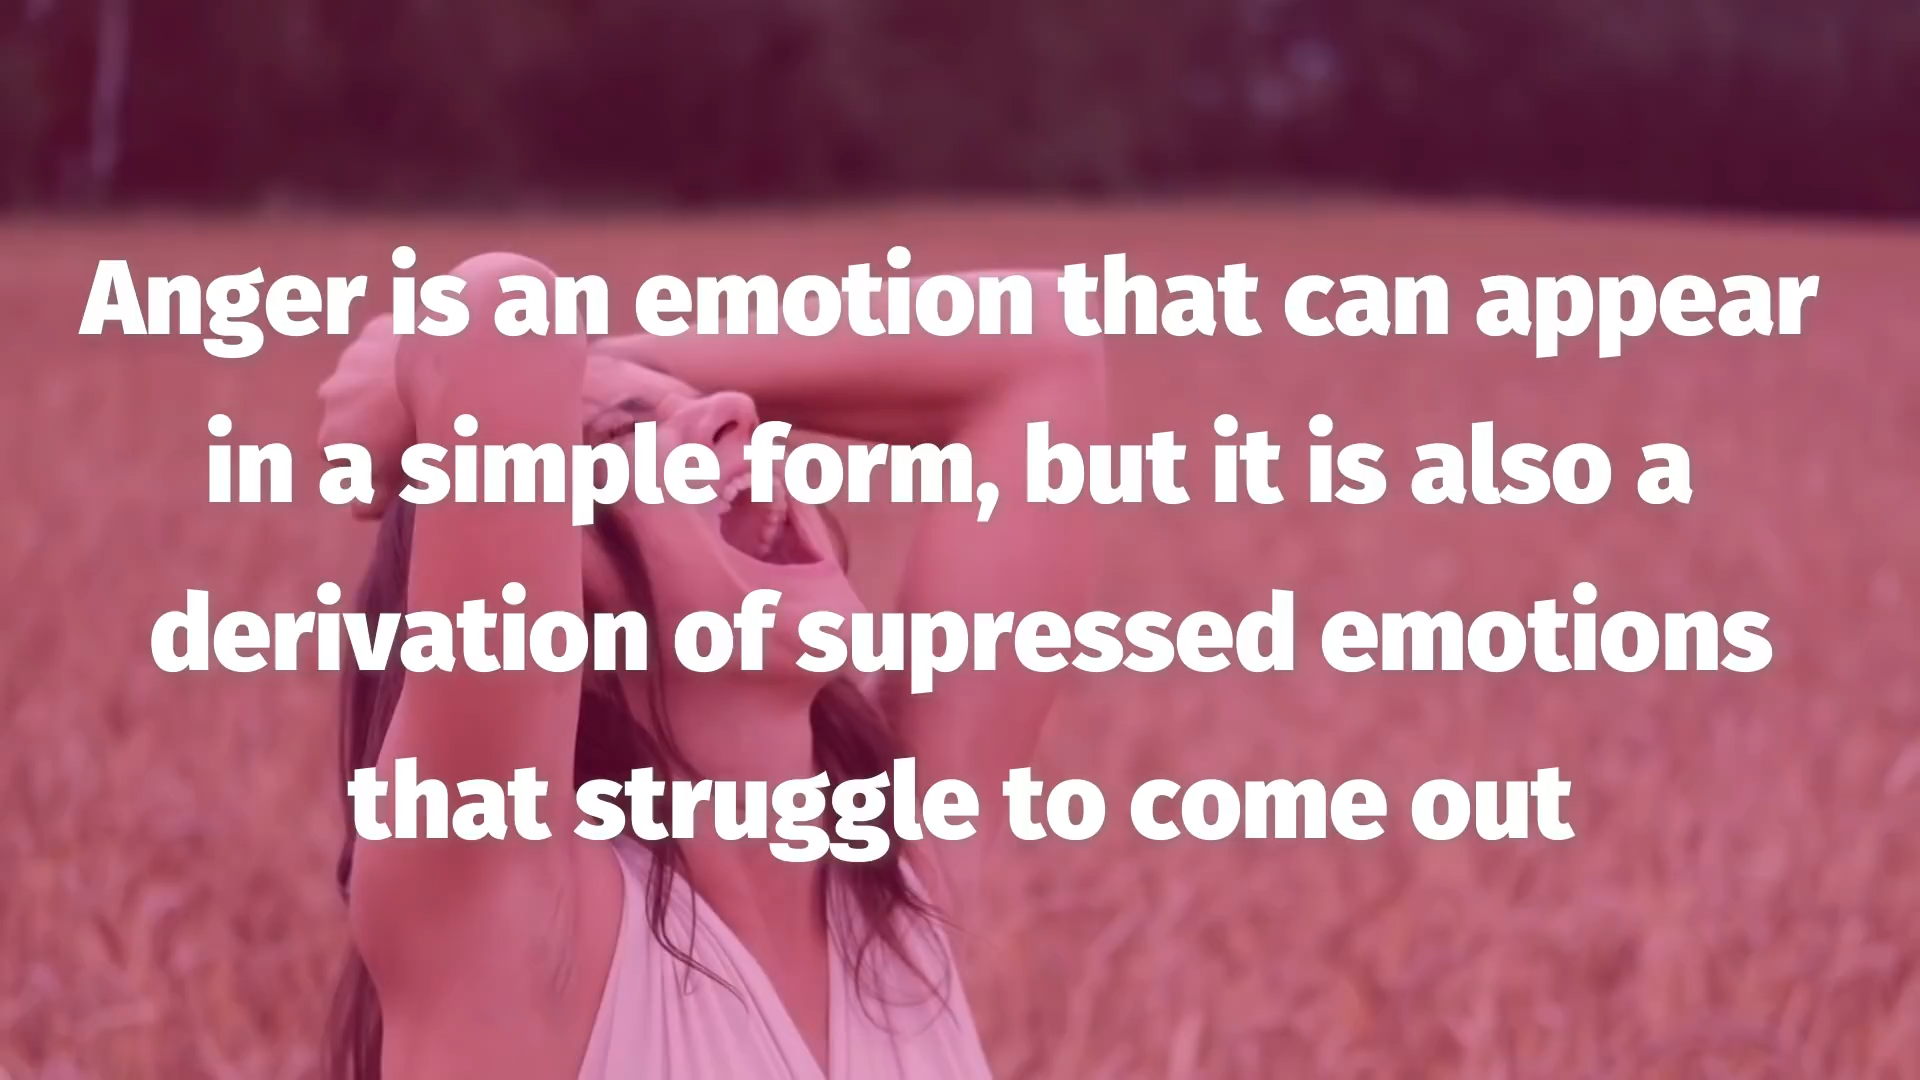 Anger is an emotion that can appear
in a simple form, but it is also a
derivation of supressed emotions
that struggle to come out